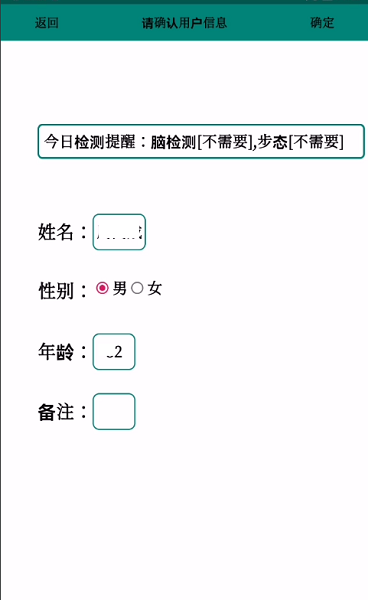 返回 请确认用户信息 确定
今日检测提醒：脑检测[不需要],步态[不需要]
姓名：
性别：男 女
年龄：2
备注：